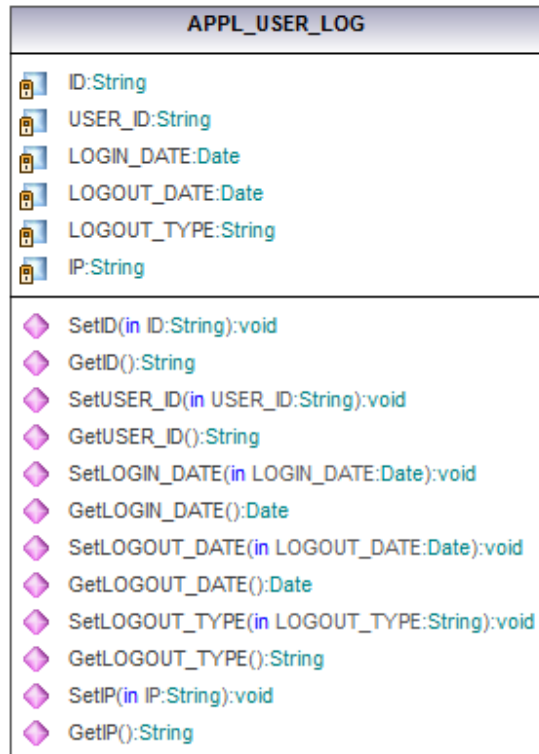 APPL_USER_LOG
ID:String
USER_ID:String
LOGIN_DATE:Date
LOGOUT_DATE:Date
LOGOUT_TYPE:String
IP:String
SetID(in ID:String):void
GetID():String
SetUSER_ID(in USER_ID:String):void
GetUSER_ID():String
SetLOGIN_DATE(in LOGIN_DATE:Date):void
GetLOGIN_DATE():Date
SetLOGOUT_DATE(in LOGOUT_DATE:Date):void
GetLOGOUT_DATE():Date
SetLOGOUT_TYPE(in LOGOUT_TYPE:String):void
GetLOGOUT_TYPE():String
SetIP(in IP:String):void
GetIP():String